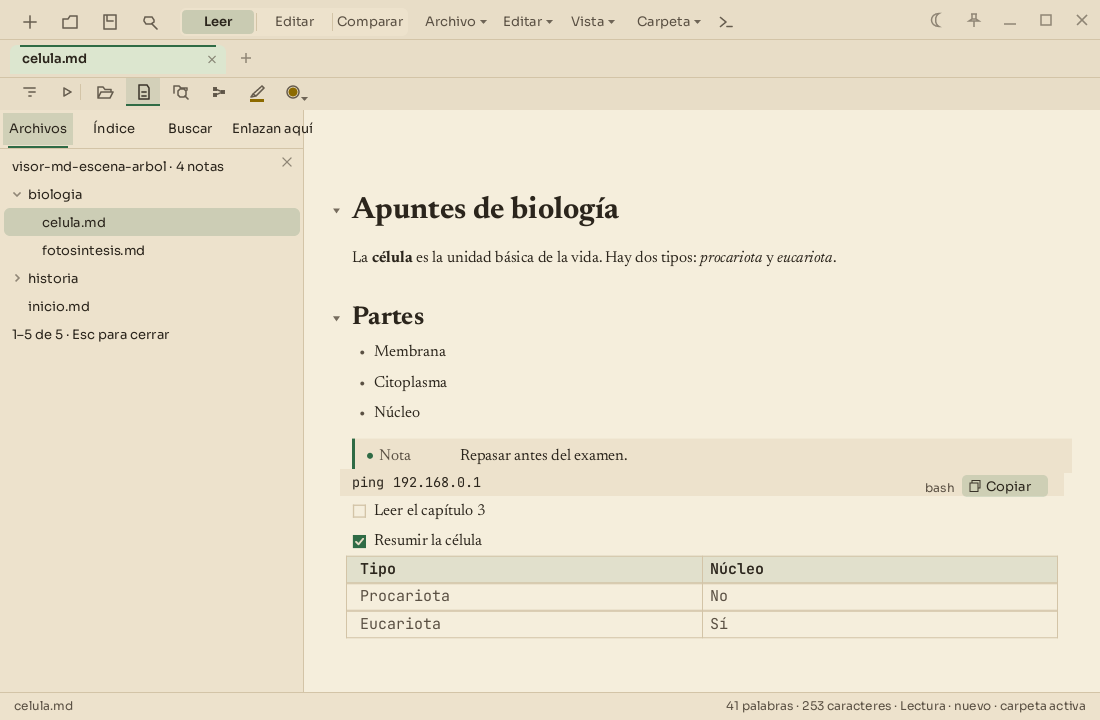 Leer Editar Comparar Archivo Editar Vista Carpeta
celula.md
Archivos Índice Buscar Enlazan aquí
visor-md-escena-arbol · 4 notas
biologia
celula.md
fotosintesis.md
historia
inicio.md
1–5 de 5 · Esc para cerrar
Apuntes de biología
La célula es la unidad básica de la vida. Hay dos tipos: procariota y eucariota.
Partes
• Membrana
• Citoplasma
• Núcleo
● Nota Repasar antes del examen.
ping 192.168.0.1 bash Copiar
Leer el capítulo 3
Resumir la célula
Tipo Núcleo
Procariota No
Eucariota Sí
celula.md 41 palabras · 253 caracteres · Lectura · nuevo · carpeta activa